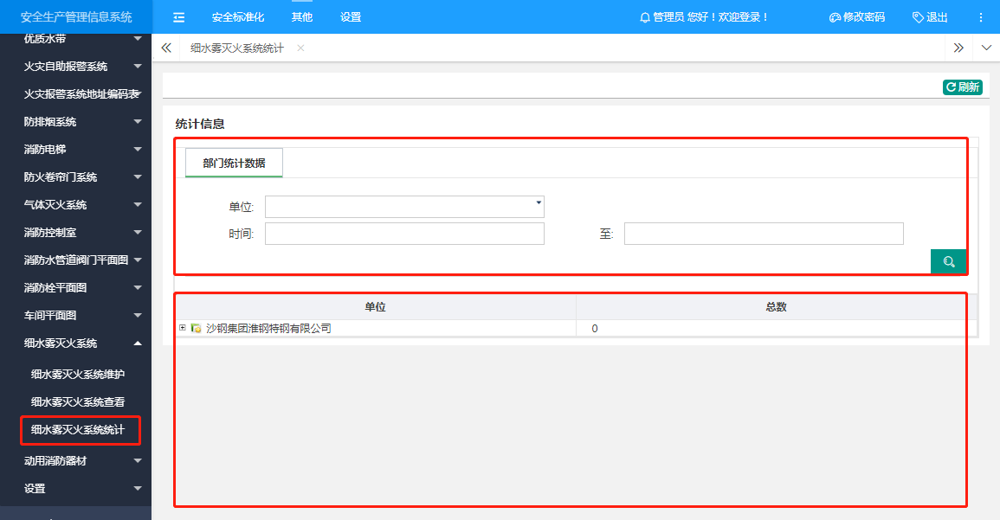 安全生产管理信息系统
安全标准化 其他 设置
管理员 您好！欢迎登录！
修改密码 退出
优质水带
火灾自助报警系统
火灾报警系统地址编码表
防排烟系统
消防电梯
防火卷帘门系统
气体灭火系统
消防控制室
消防水管道阀门平面图
消防栓平面图
车间平面图
细水雾灭火系统
细水雾灭火系统维护
细水雾灭火系统查看
细水雾灭火系统统计
动用消防器材
设置
细水雾灭火系统统计
刷新
统计信息
部门统计数据
单位:
时间: 至:
单位 总数
沙钢集团淮钢特钢有限公司 0